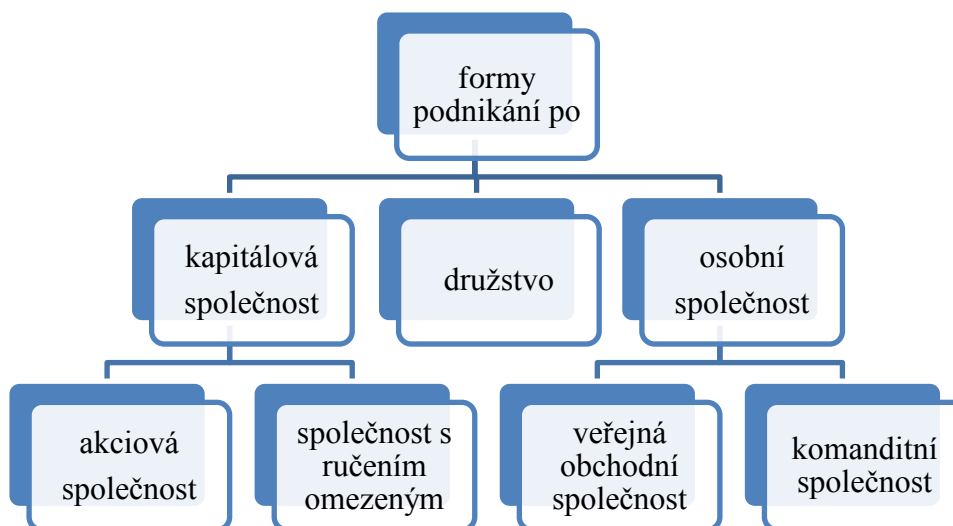 formy
podnikání po
kapitálová
společnost
družstvo
osobní
společnost
akciová
společnost
společnost s
ručením
omezeným
veřejná
obchodní
společnost
komanditní
společnost